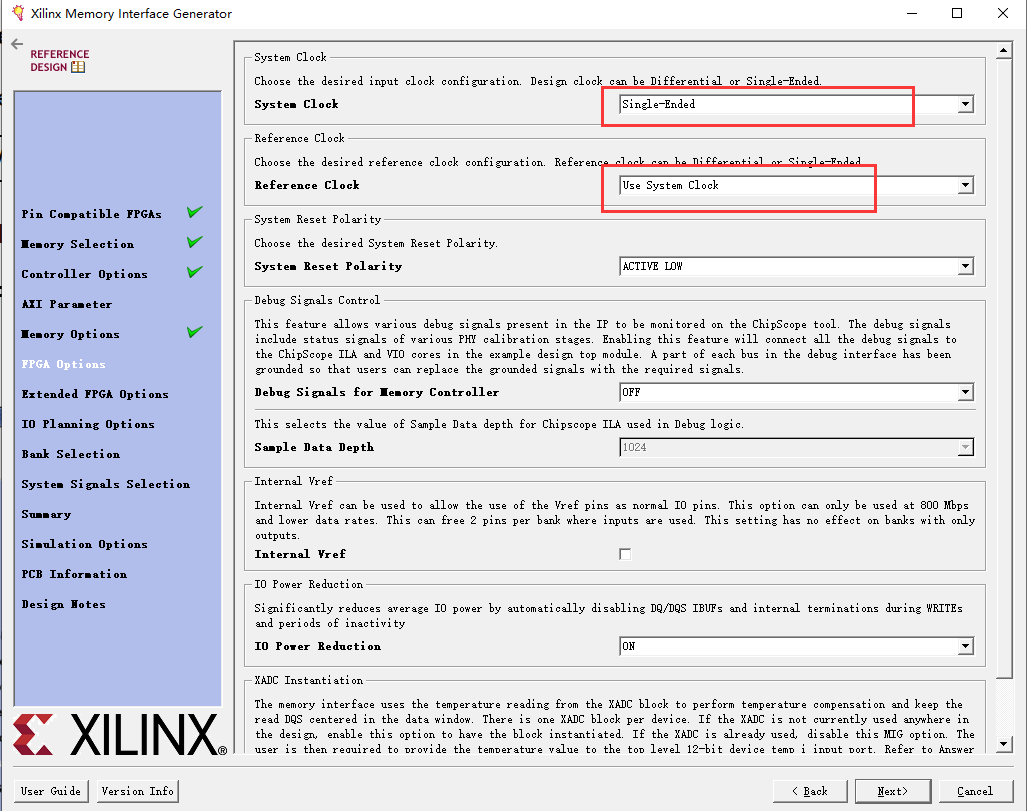 Xilinx Memory Interface Generator
REFERENCE
DESIGN
Pin Compatible FPGAs
Memory Selection
Controller Options
AXI Parameter
Memory Options
FPGA Options
Extended FPGA Options
IO Planning Options
Bank Selection
System Signals Selection
Summary
Simulation Options
PCB Information
Design Notes
XILINX®
System Clock
Choose the desired input clock configuration. Design clock can be Differential or Single-Ended.
System Clock
Single-Ended
Reference Clock
Choose the desired reference clock configuration. Reference clock can be Differential or Single-Ended.
Reference Clock
Use System Clock
System Reset Polarity
Choose the desired System Reset Polarity.
System Reset Polarity
ACTIVE LOW
Debug Signals Control
This feature allows various debug signals present in the IP to be monitored on the ChipScope tool. The debug signals
include status signals of various PHY calibration stages. Enabling this feature will connect all the debug signals to
the ChipScope ILA and VIO cores in the example design top module. A part of each bus in the debug interface has been
grounded so that users can replace the grounded signals with the required signals.
Debug Signals for Memory Controller
OFF
This selects the value of Sample Data depth for Chipscope ILA used in Debug logic.
Sample Data Depth
1024
Internal Vref
Internal Vref can be used to allow the use of the Vref pins as normal IO pins. This option can only be used at 800 Mbps
and lower data rates. This can free 2 pins per bank where inputs are used. This setting has no effect on banks with only
outputs.
Internal Vref
IO Power Reduction
Significantly reduces average IO power by automatically disabling DQ/DQS IBUFs and internal terminations during WRITEs
and periods of inactivity
IO Power Reduction
ON
XADC Instantiation
The memory interface uses the temperature reading from the XADC block to perform temperature compensation and keep the
read DQS centered in the data window. There is one XADC block per device. If the XADC is not currently used anywhere in
the design, enable this option to have the block instantiated. If the XADC is already used, disable this MIG option. The
user is then required to provide the temperature value to the top level 12-bit device_temp_i input port. Refer to Answer
User Guide
Version Info
< Back
Next>
Cancel